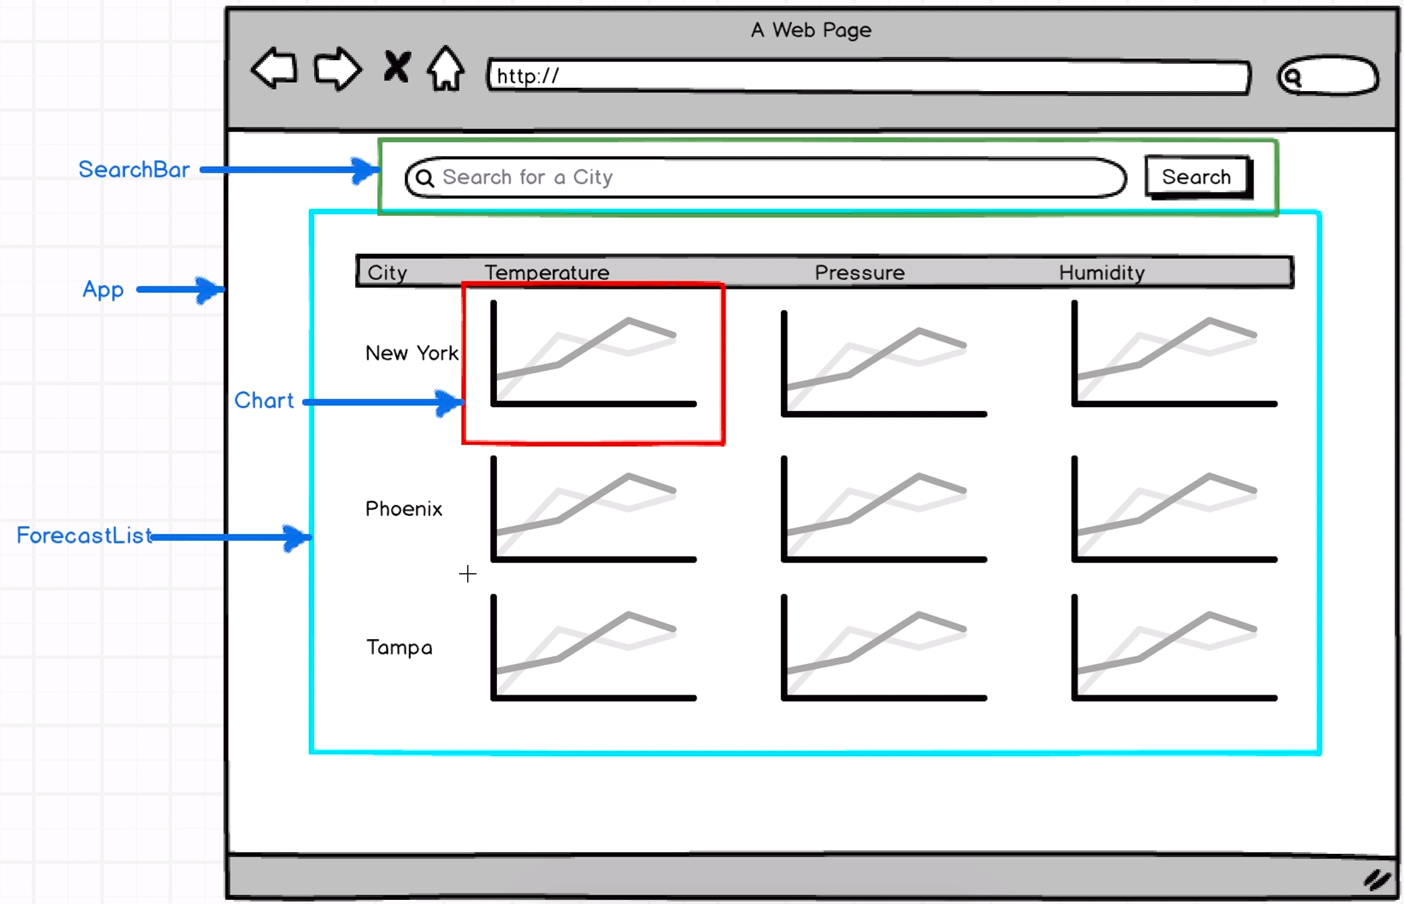 A Web Page
http://
SearchBar
Search for a City
Search
City Temperature Pressure Humidity
App
New York
Chart
Phoenix
ForecastList
Tampa